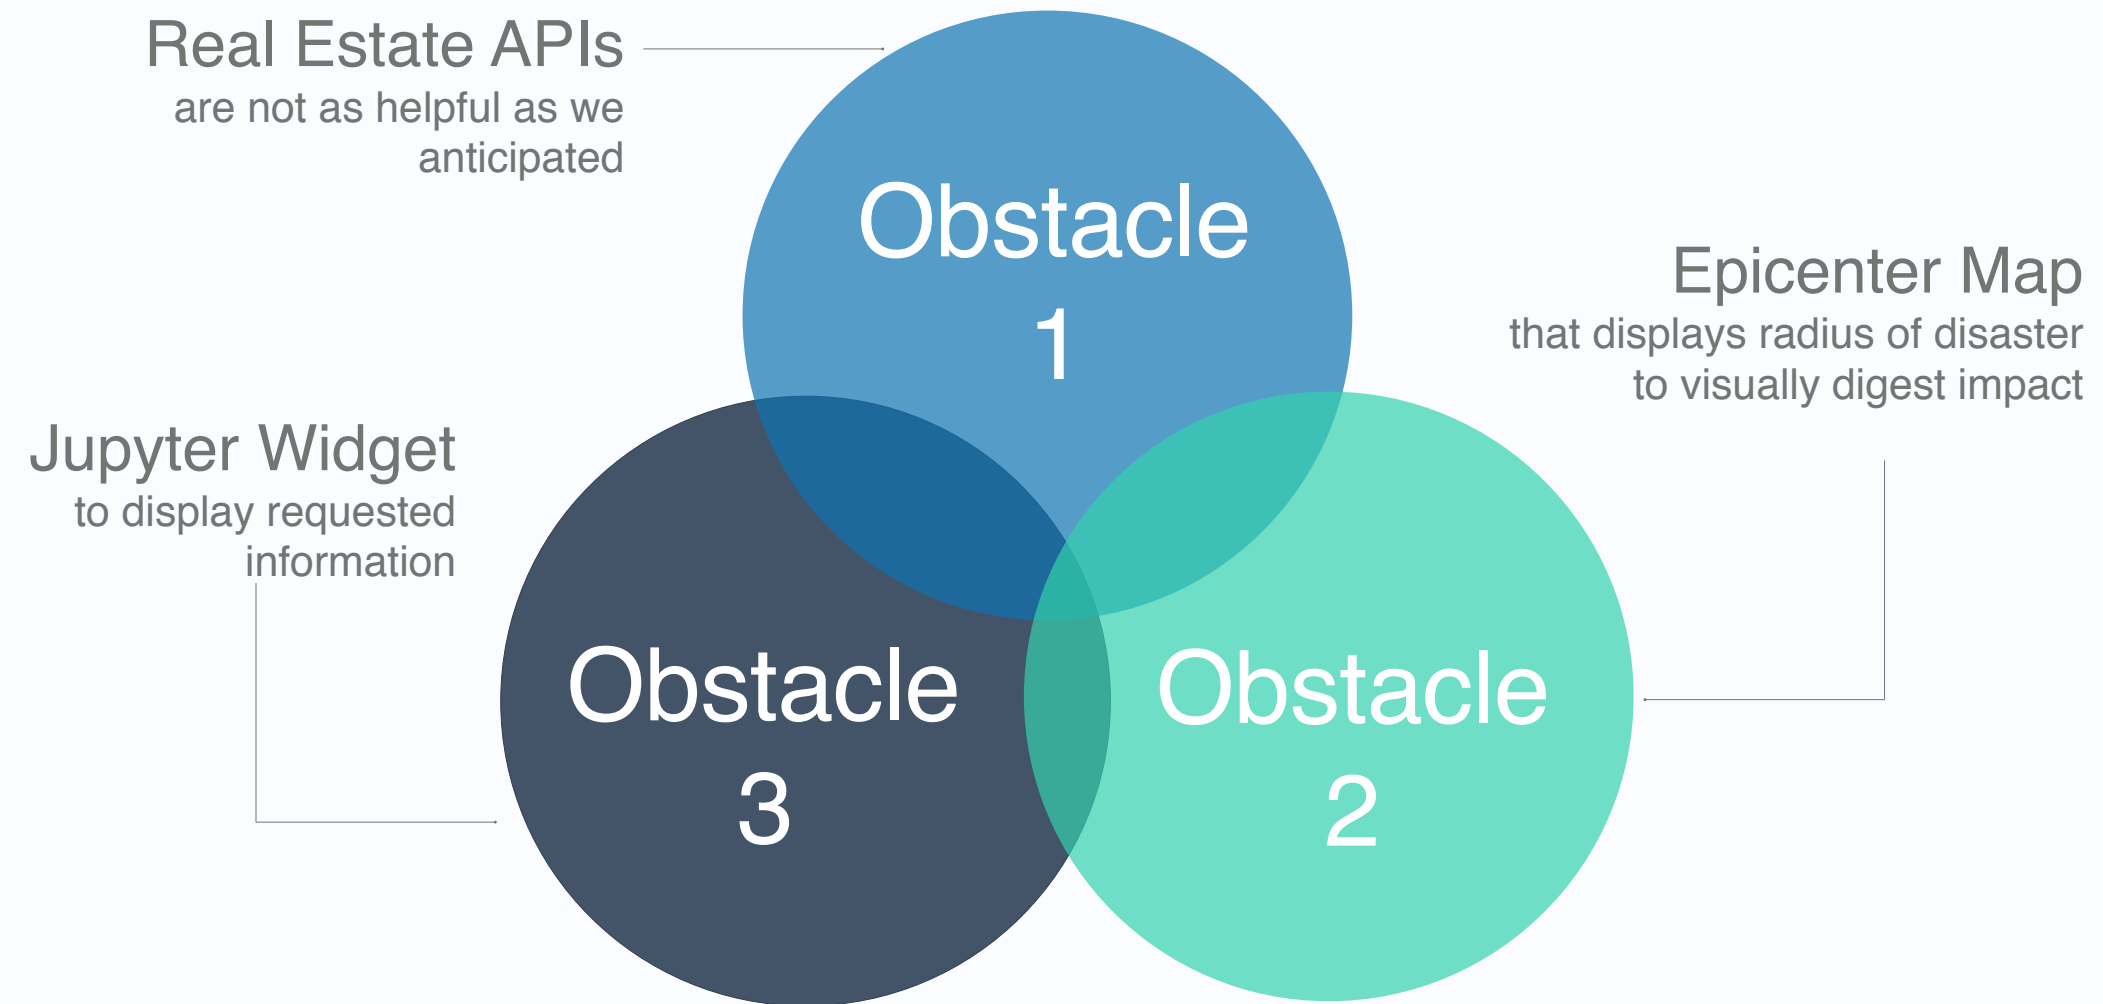 Real Estate APIs
are not as helpful as we
anticipated
Obstacle
1
Epicenter Map
that displays radius of disaster
to visually digest impact
Jupyter Widget
to display requested
information
Obstacle
3
Obstacle
2